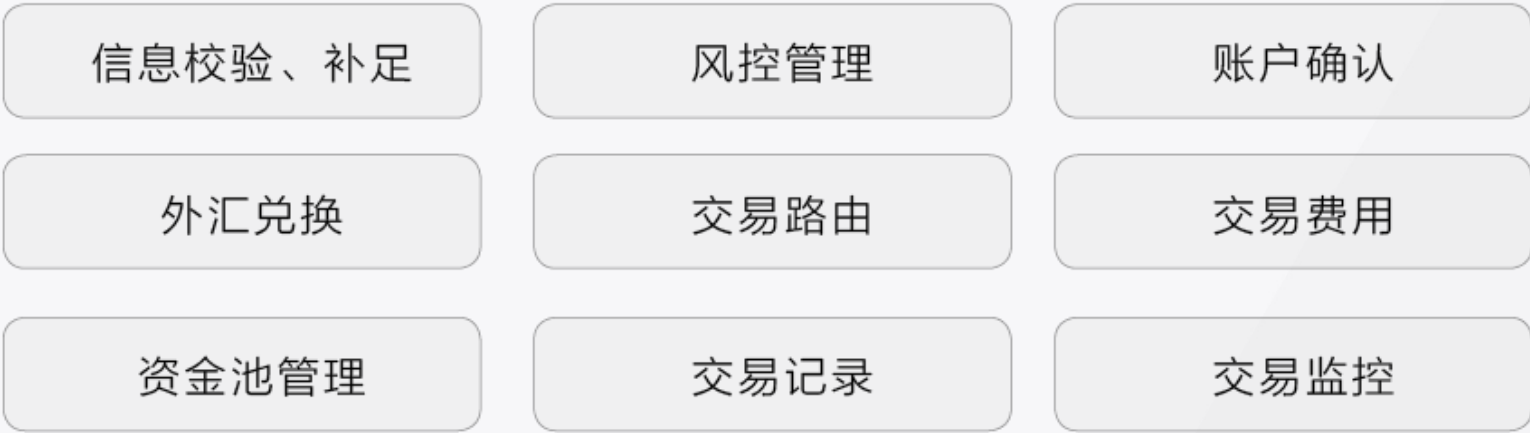 信息校验、补足
风控管理
账户确认
外汇兑换
交易路由
交易费用
资金池管理
交易记录
交易监控